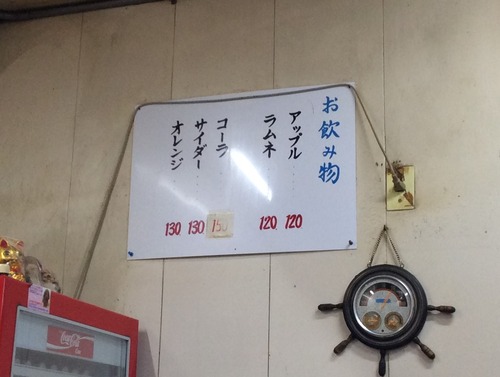 お飲み物
アップル 120
ラムネ 120
コーラ 150
サイダー 130
オレンジ 130
Coca-Cola